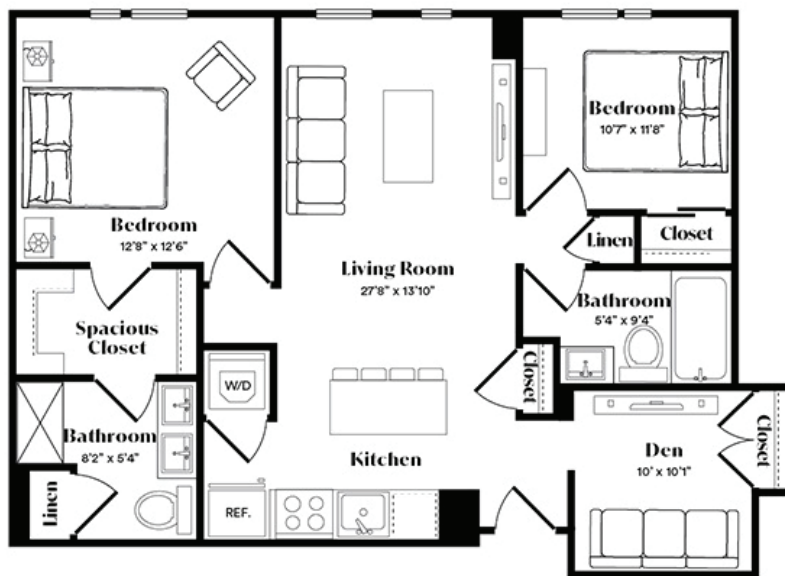 Bedroom
12'8" x 12'6"
Living Room
27'8" x 13'10"
Bedroom
10'7" x 11'8"
Linen
Closet
Bathroom
5'4" x 9'4"
Spacious
Closet
W/D
Closet
Bathroom
8'2" x 5'4"
Linen
REF.
Kitchen
Den
10' x 10'1"
Closet